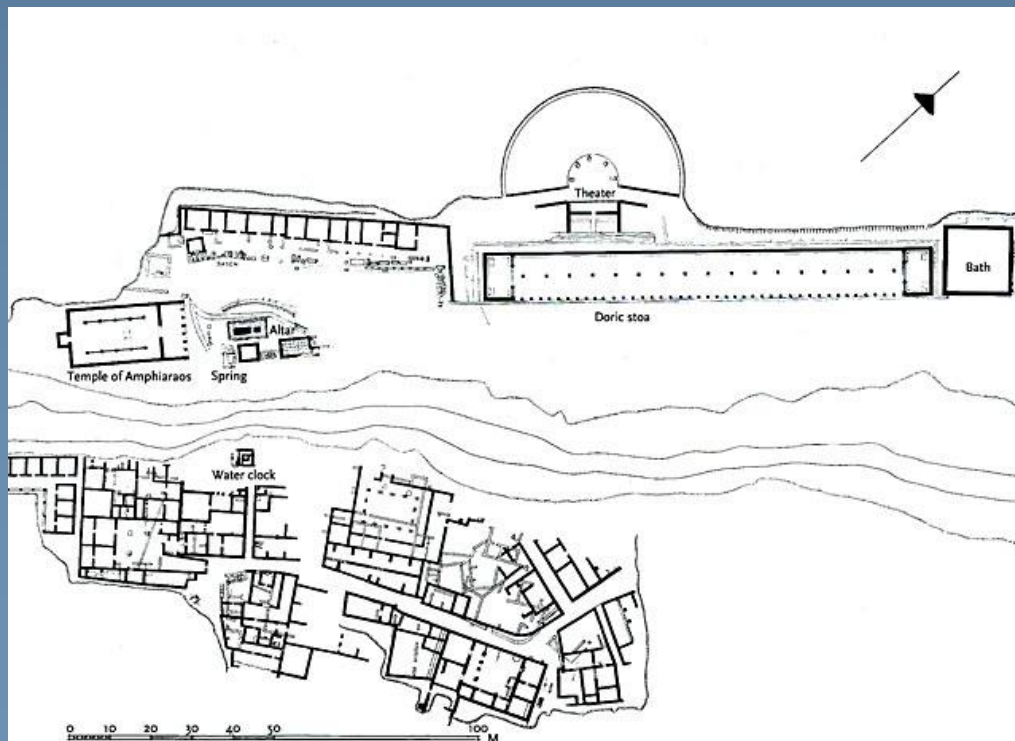 Theater
Bath
Doric stoa
Altar
Temple of Amphiaraos
Spring
Water clock
0 10 20 30 40 50 100 M